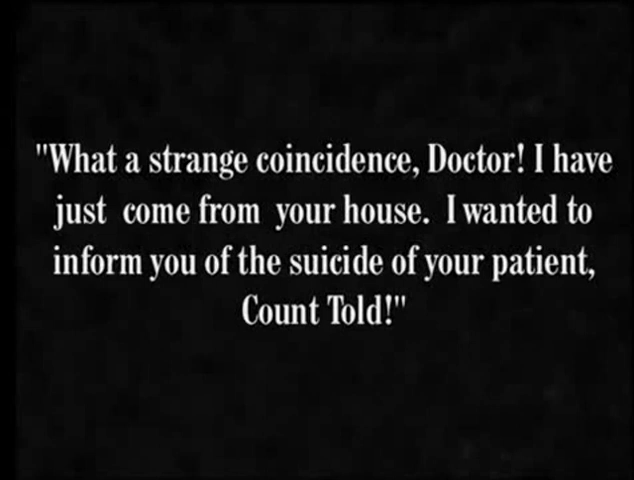 "What a strange coincidence, Doctor! I have
just come from your house. I wanted to
inform you of the suicide of your patient,
Count Told!"